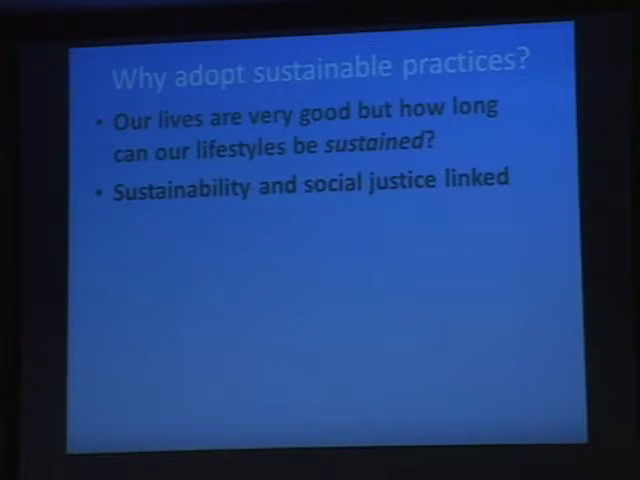 Why adopt sustainable practices?
• Our lives are very good but how long
can our lifestyles be sustained?
• Sustainability and social justice linked